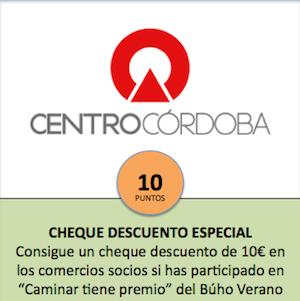 CENTROCÓRDOBA
10
PUNTOS
CHEQUE DESCUENTO ESPECIAL
Consigue un cheque descuento de 10€ en
los comercios socios si has participado en
“Caminar tiene premio” del Búho Verano